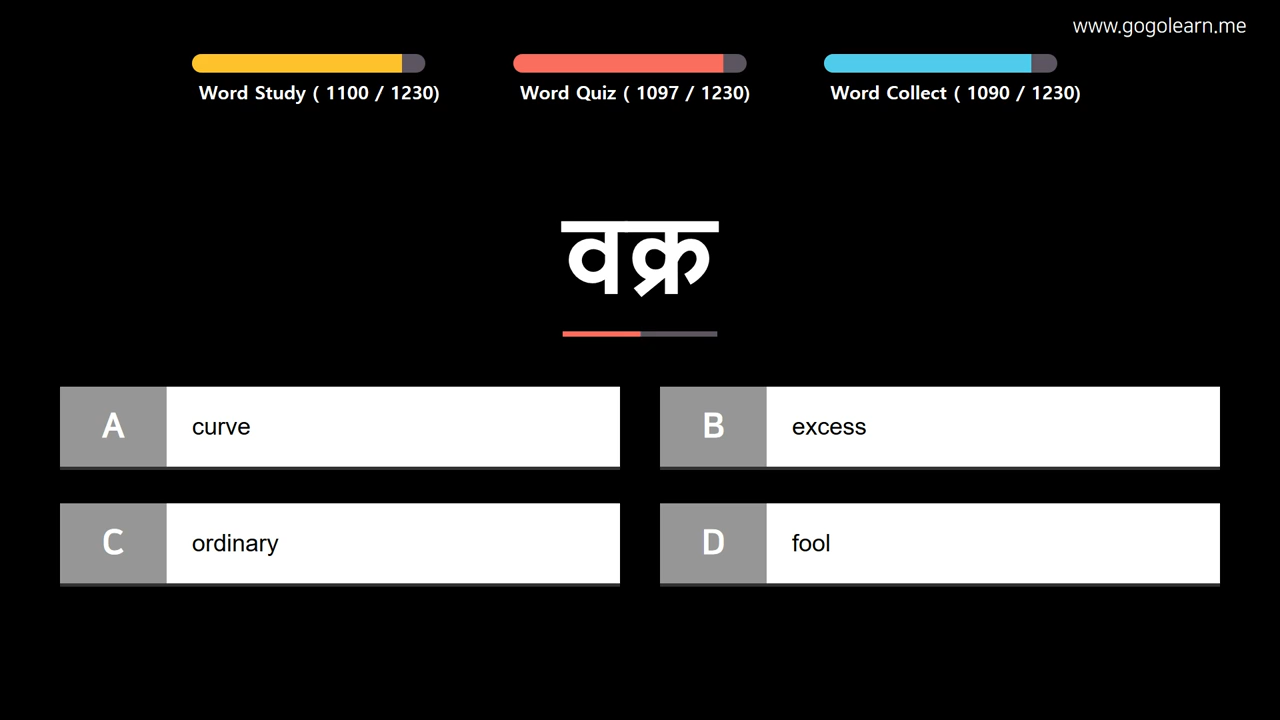 www.gogolearn.me
Word Study ( 1100 / 1230)
Word Quiz ( 1097 / 1230)
Word Collect ( 1090 / 1230)
वक्र
A curve
B excess
C ordinary
D fool